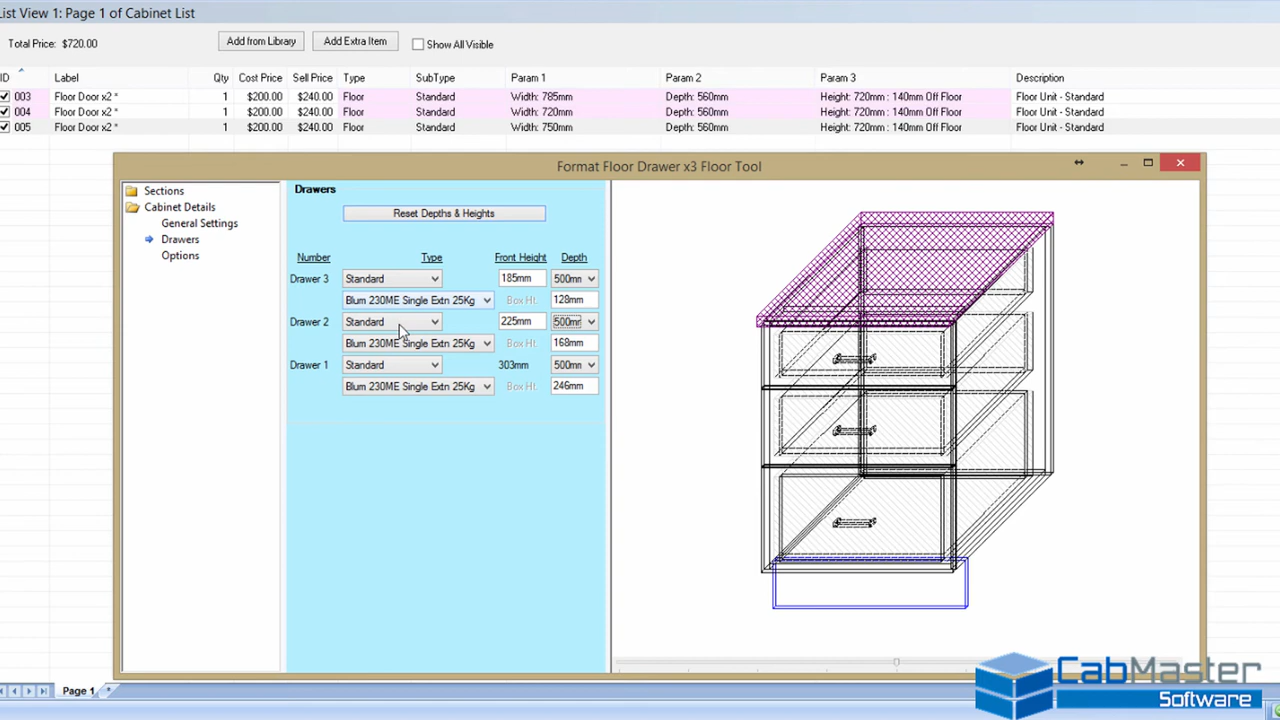 List View 1: Page 1 of Cabinet List
Total Price: $720.00 Add from Library Add Extra Item Show All Visible
ID Label Qty Cost Price Sell Price Type SubType Param 1 Param 2 Param 3 Description
003 Floor Door x2 * 1 $200.00 $240.00 Floor Standard Width: 785mm Depth: 560mm Height: 720mm : 140mm Off Floor Floor Unit - Standard
004 Floor Door x2 * 1 $200.00 $240.00 Floor Standard Width: 720mm Depth: 560mm Height: 720mm : 140mm Off Floor Floor Unit - Standard
005 Floor Door x2 * 1 $200.00 $240.00 Floor Standard Width: 750mm Depth: 560mm Height: 720mm : 140mm Off Floor Floor Unit - Standard
Format Floor Drawer x3 Floor Tool
Sections
Cabinet Details
General Settings
Drawers
Options
Drawers
Reset Depths & Heights
Number Type Front Height Depth
Drawer 3 Standard 185mm 500mm
Blum 230ME Single Extn 25Kg Box Ht. 128mm
Drawer 2 Standard 225mm 500mm
Blum 230ME Single Extn 25Kg Box Ht. 168mm
Drawer 1 Standard 303mm 500mm
Blum 230ME Single Extn 25Kg Box Ht. 246mm
Page 1 *
CabMaster
Software